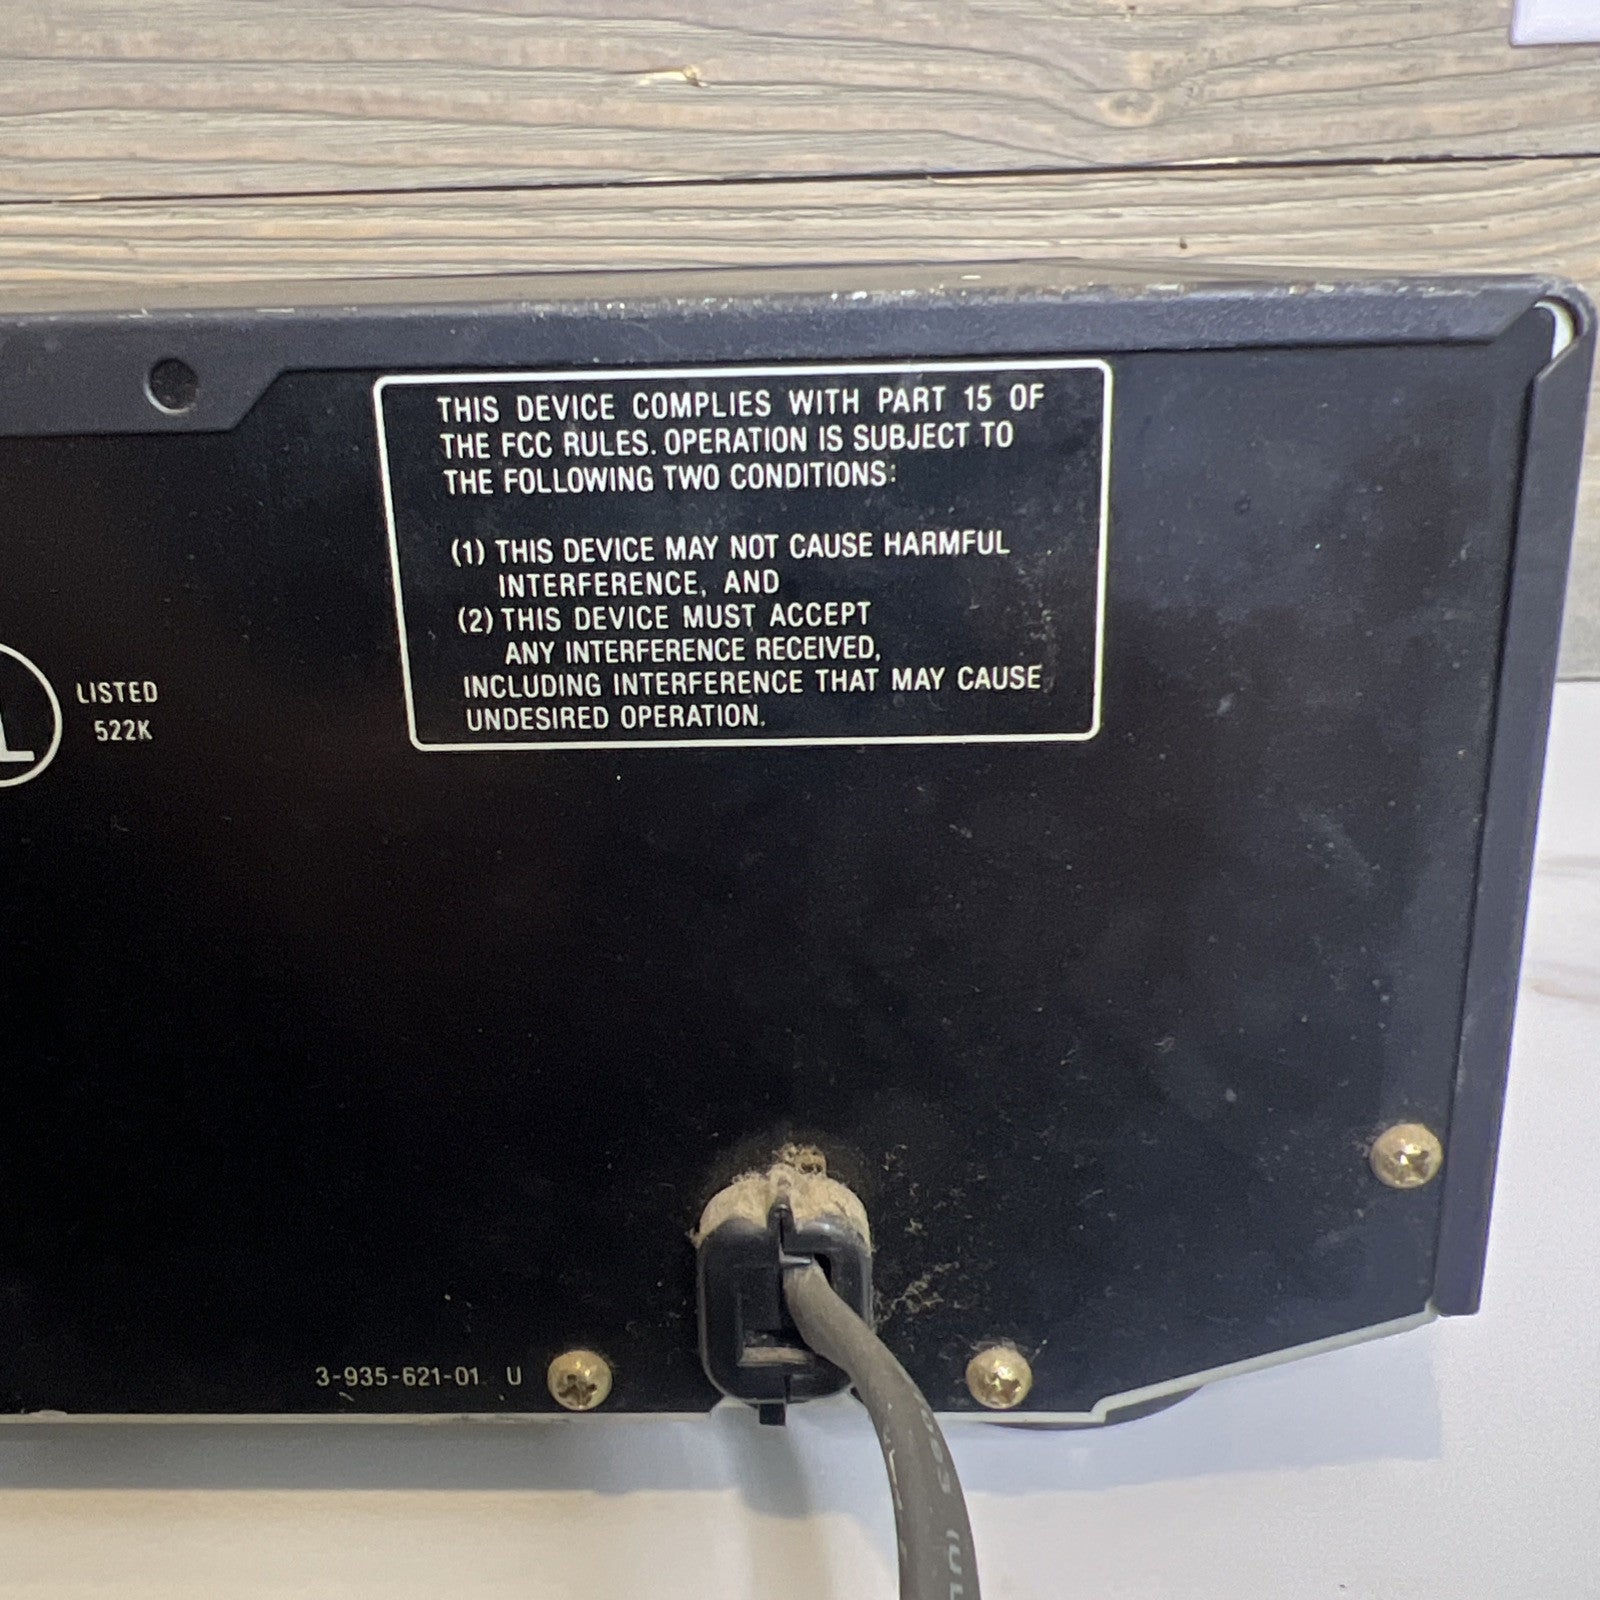 THIS DEVICE COMPLIES WITH PART 15 OF
THE FCC RULES. OPERATION IS SUBJECT TO
THE FOLLOWING TWO CONDITIONS:
(1) THIS DEVICE MAY NOT CAUSE HARMFUL
INTERFERENCE, AND
(2) THIS DEVICE MUST ACCEPT
ANY INTERFERENCE RECEIVED,
INCLUDING INTERFERENCE THAT MAY CAUSE
UNDESIRED OPERATION.
LISTED
522K
3-935-621-01 U